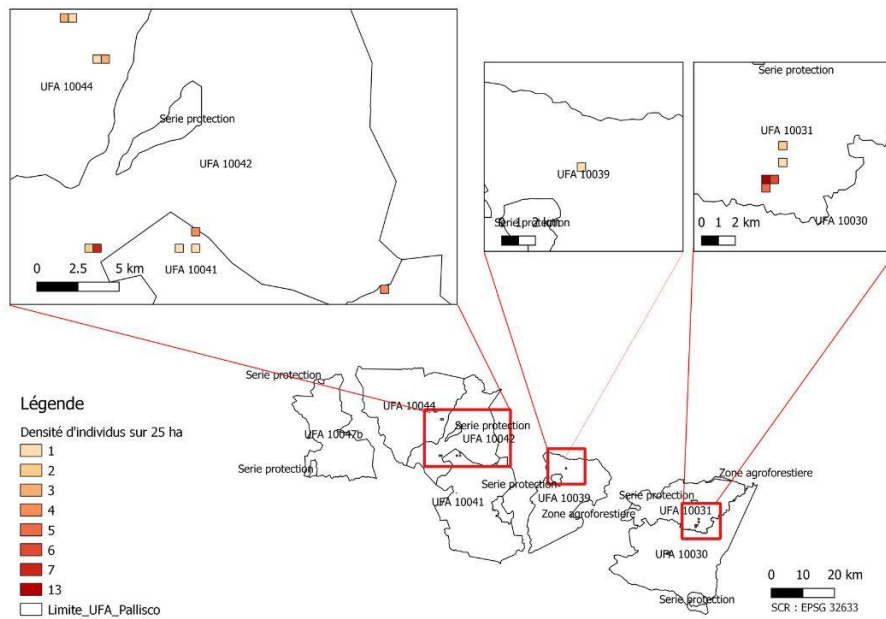 UFA 10044
Serie protection
UFA 10042
UFA 10041
0 2.5 5 km
UFA 10039
Serie protection
0 1 2 km
Serie protection
UFA 10031
UFA 10030
0 1 2 km
Serie protection
UFA 10044
Serie protection
UFA 10042
UFA 10047b
Serie protection
UFA 10041
Serie protection
UFA 10039
Zone agroforestiere
Zone agroforestiere
Serie protection
UFA 10031
UFA 10030
Serie protection
0 10 20 km
SCR : EPSG 32633
Légende
Densité d'individus sur 25 ha
1
2
3
4
5
6
7
13
Limite_UFA_Pallisco